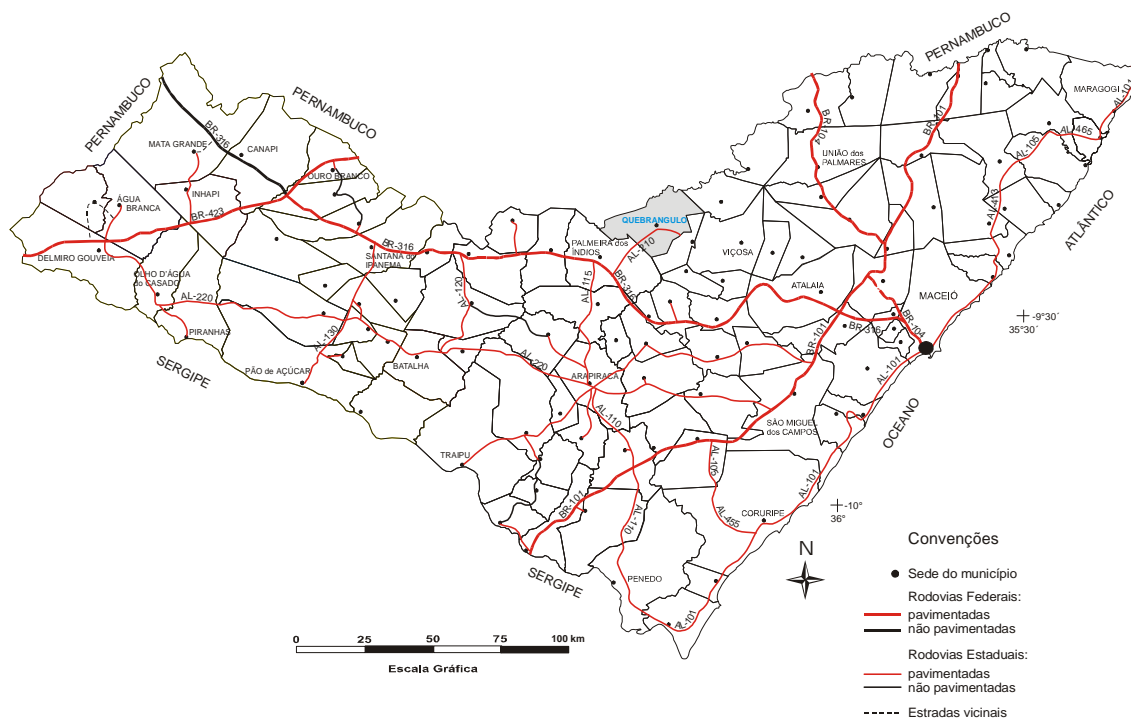 PERNAMBUCO
MARAGOGI
AL-101
PERNAMBUCO
PERNAMBUCO
BR-316
MATA GRANDE
CANAPI
BR-104
BR-101
AL-465
AL-105
UNIÃO dos
PALMARES
OURO BRANCO
INHAPI
ÁGUA
BRANCA
BR-423
AL-413
ATLÂNTICO
QUEBRANGULO
AL-210
DELMIRO GOUVEIA
BR-316
SANTANA do
IPANEMA
PALMEIRA dos
ÍNDIOS
VIÇOSA
OLHO D'ÁGUA
do CASADO
AL-220
AL-120
AL-115
BR-316
ATALAIA
MACEIÓ
PIRANHAS
AL-130
BR-101
BR-316
BR-104
-9°30´
35°30´
SERGIPE
PÃO de AÇÚCAR
BATALHA
AL-220
ARAPIRACA
AL-101
AL-110
SÃO MIGUEL
dos CAMPOS
OCEANO
TRAIPU
AL-105
AL-101
BR-101
AL-110
AL-455
CORURIPE
-10°
36°
SERGIPE
PENEDO
AL-101
N
Convenções
Sede do município
Rodovias Federais:
pavimentadas
não pavimentadas
Rodovias Estaduais:
pavimentadas
não pavimentadas
Estradas vicinais
0 25 50 75 100 km
Escala Gráfica